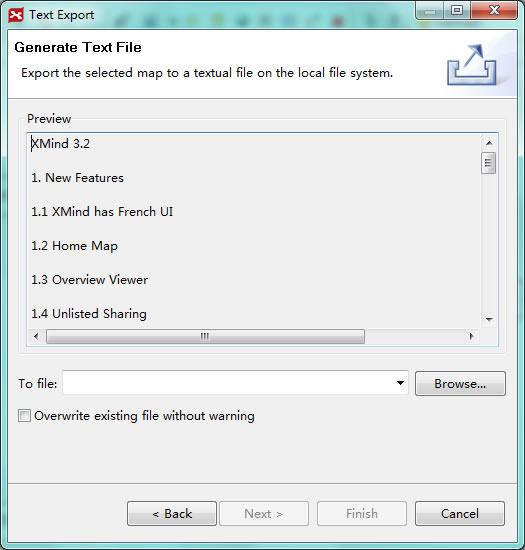 Text Export
Generate Text File
Export the selected map to a textual file on the local file system.
Preview
XMind 3.2
1. New Features
1.1 XMind has French UI
1.2 Home Map
1.3 Overview Viewer
1.4 Unlisted Sharing
To file:
Browse...
Overwrite existing file without warning
< Back
Next >
Finish
Cancel